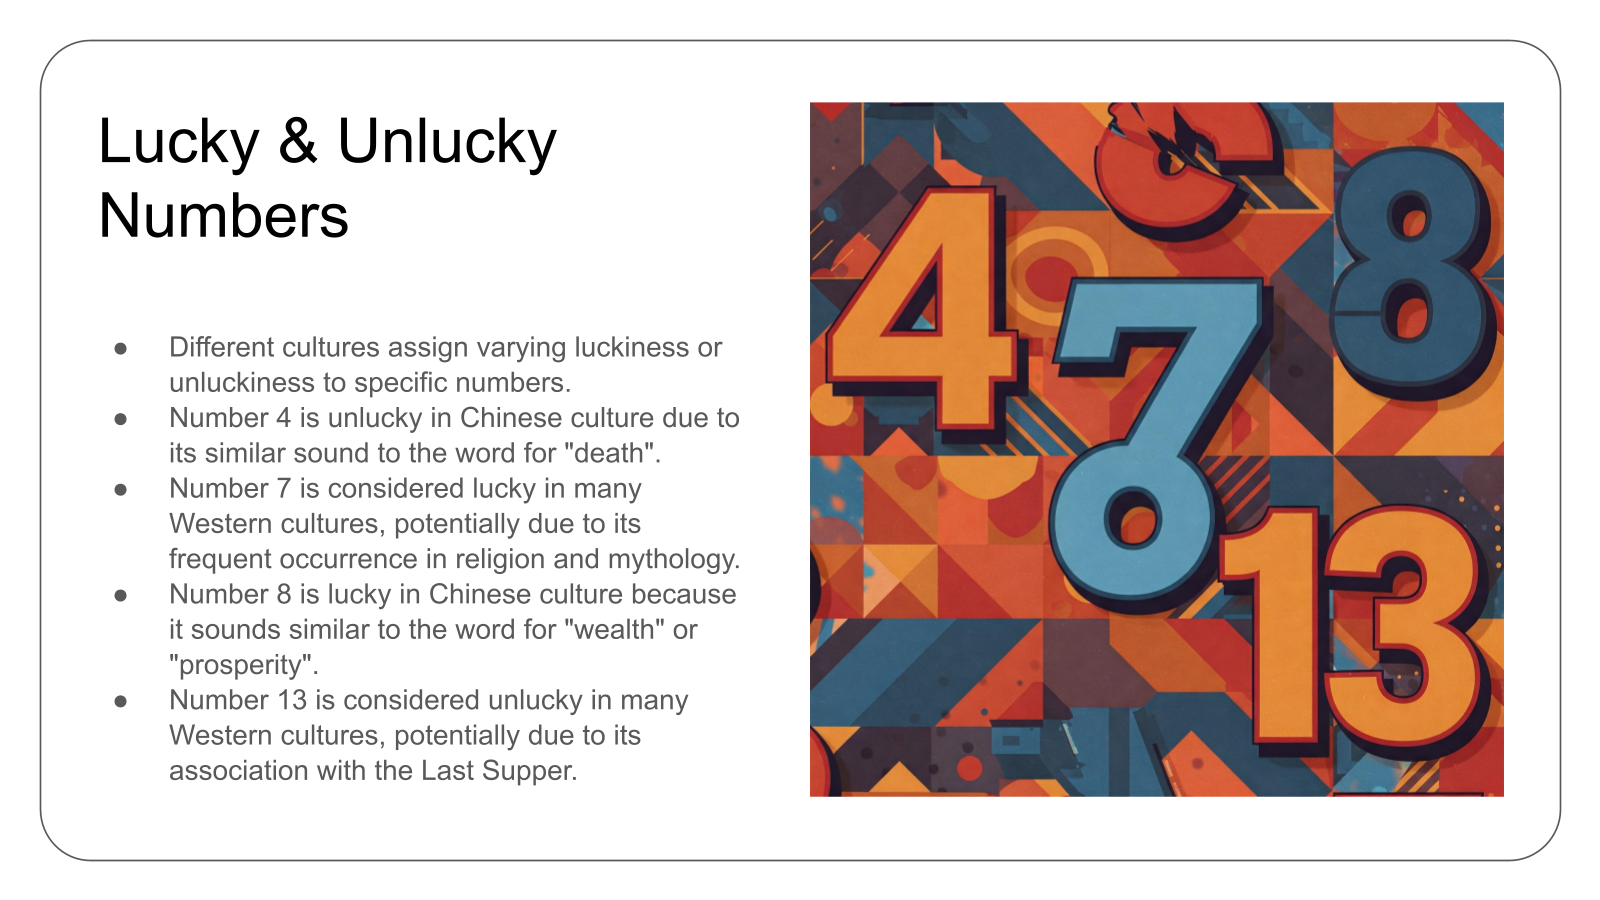 Lucky & Unlucky
Numbers
● Different cultures assign varying luckiness or
unluckiness to specific numbers.
● Number 4 is unlucky in Chinese culture due to
its similar sound to the word for "death".
● Number 7 is considered lucky in many
Western cultures, potentially due to its
frequent occurrence in religion and mythology.
● Number 8 is lucky in Chinese culture because
it sounds similar to the word for "wealth" or
"prosperity".
● Number 13 is considered unlucky in many
Western cultures, potentially due to its
association with the Last Supper.
4
8
7
13